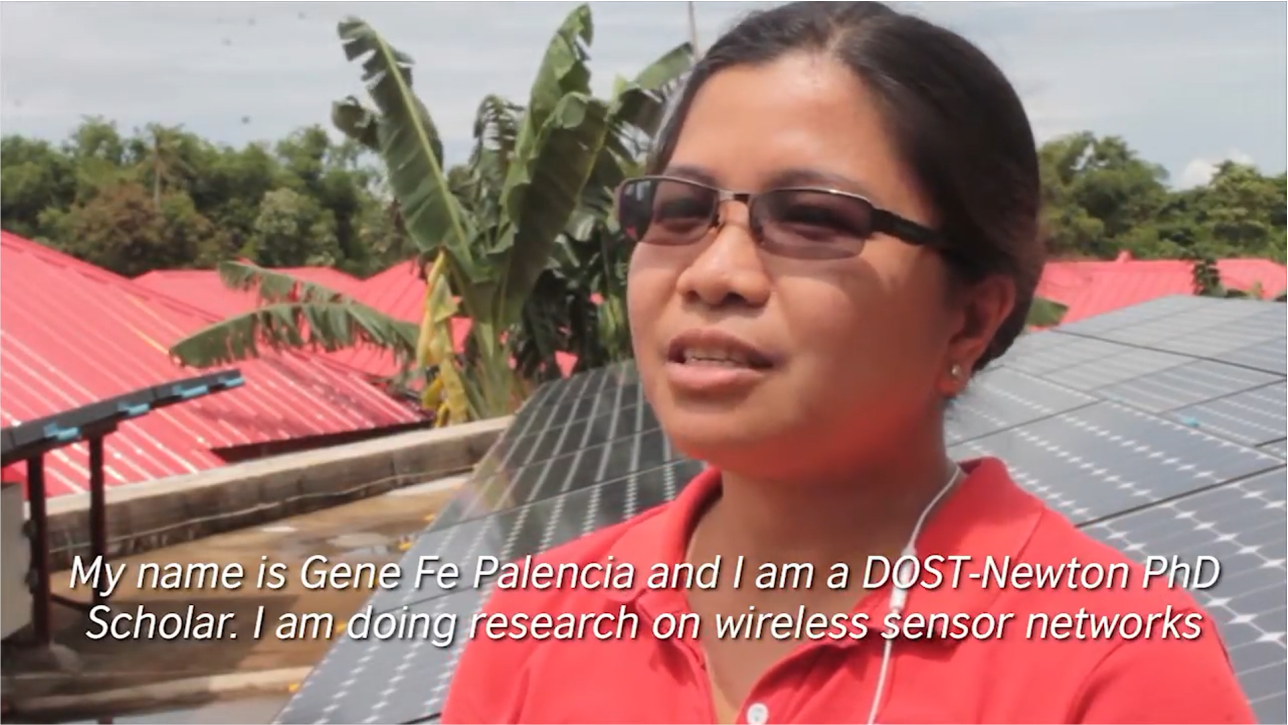 My name is Gene Fe Palencia and I am a DOST-Newton PhD
Scholar. I am doing research on wireless sensor networks